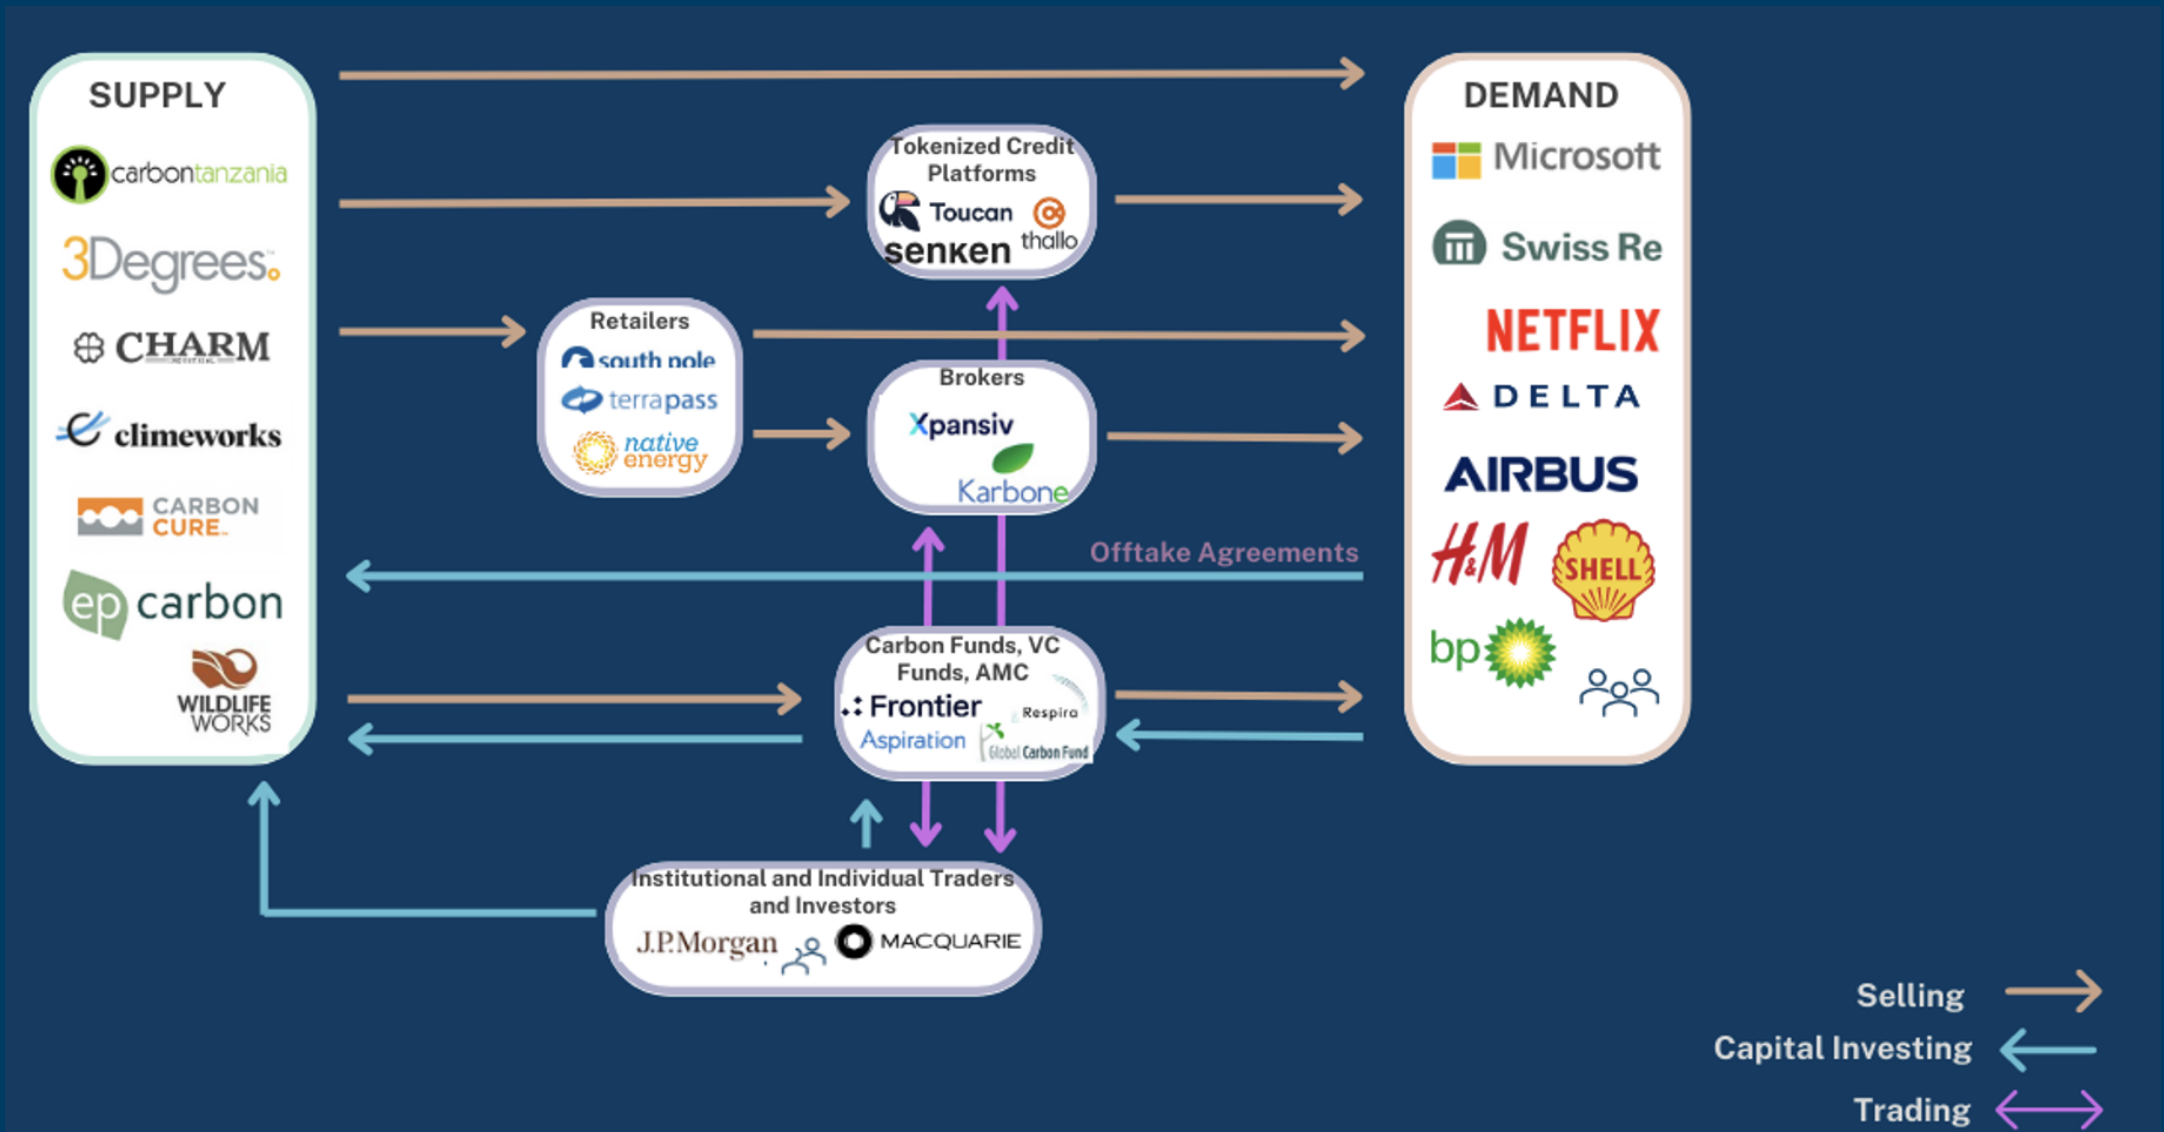 SUPPLY
carbontanzania
3Degrees
CHARM
climeworks
CARBON
CURE
ep carbon
WILDLIFE
WORKS
Retailers
south pole
terrapass
native
energy
Tokenized Credit
Platforms
Toucan
senken
thallo
Brokers
Xpansiv
Karbone
Offtake Agreements
Carbon Funds, VC
Funds, AMC
Frontier
Respira
Aspiration
Global Carbon Fund
Institutional and Individual Traders
and Investors
J.P.Morgan
MACQUARIE
DEMAND
Microsoft
Swiss Re
NETFLIX
DELTA
AIRBUS
H&M
SHELL
bp
Selling
Capital Investing
Trading